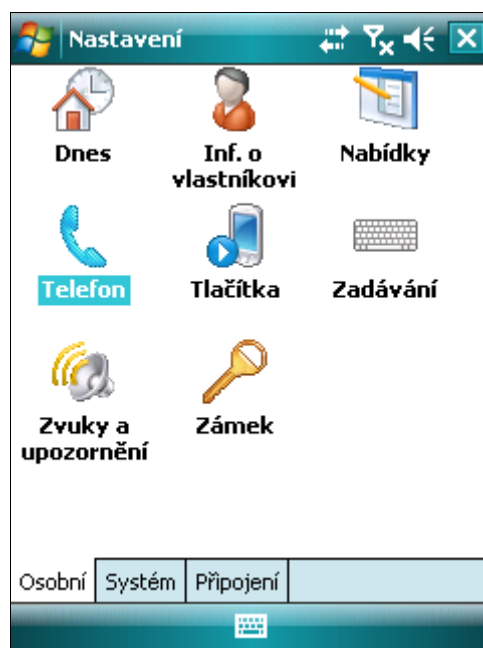 Nastavení
Dnes
Inf. o
vlastníkovi
Nabídky
Telefon
Tlačítka
Zadávání
Zvuky a
upozornění
Zámek
Osobní
Systém
Připojení